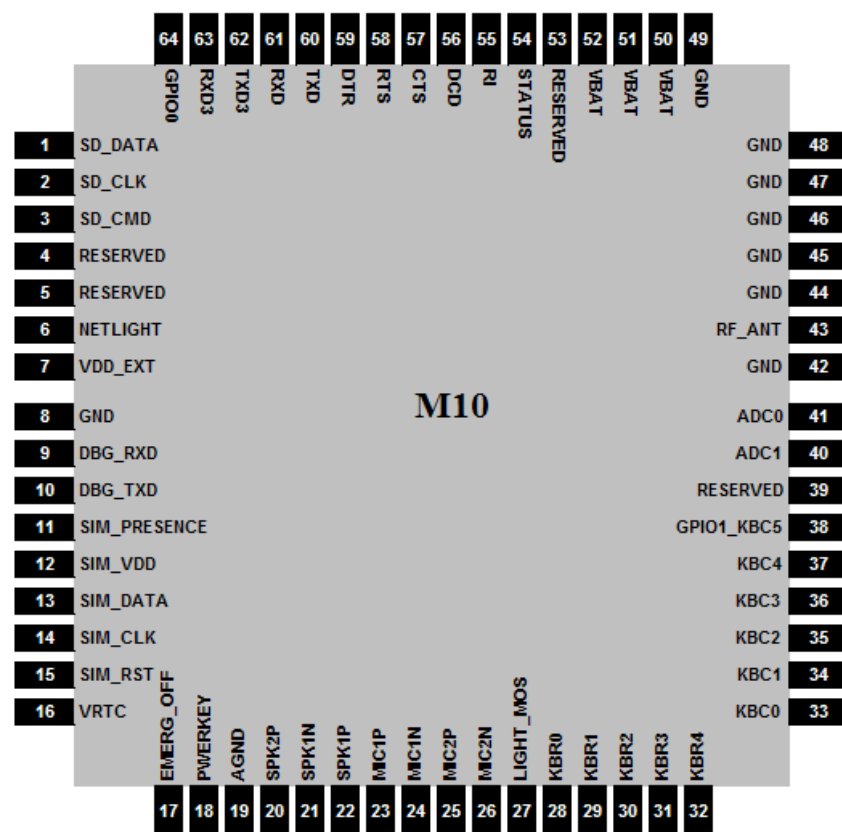 64 63 62 61 60 59 58 57 56 55 54 53 52 51 50 49
GPIO0
RXD3
TXD3
RXD
TXD
DTR
RTS
CTS
DCD
RI
STATUS
RESERVED
VBAT
VBAT
VBAT
GND
1 SD_DATA
2 SD_CLK
3 SD_CMD
4 RESERVED
5 RESERVED
6 NETLIGHT
7 VDD_EXT
8 GND
9 DBG_RXD
10 DBG_TXD
11 SIM_PRESENCE
12 SIM_VDD
13 SIM_DATA
14 SIM_CLK
15 SIM_RST
16 VRTC
M10
GND 48
GND 47
GND 46
GND 45
GND 44
RF_ANT 43
GND 42
ADC0 41
ADC1 40
RESERVED 39
GPIO1_KBC5 38
KBC4 37
KBC3 36
KBC2 35
KBC1 34
KBC0 33
EMERG_OFF
PWERKEY
AGND
SPK2P
SPK1N
SPK1P
MIC1P
MIC1N
MIC2P
MIC2N
LIGHT_MOS
KBR0
KBR1
KBR2
KBR3
KBR4
17 18 19 20 21 22 23 24 25 26 27 28 29 30 31 32